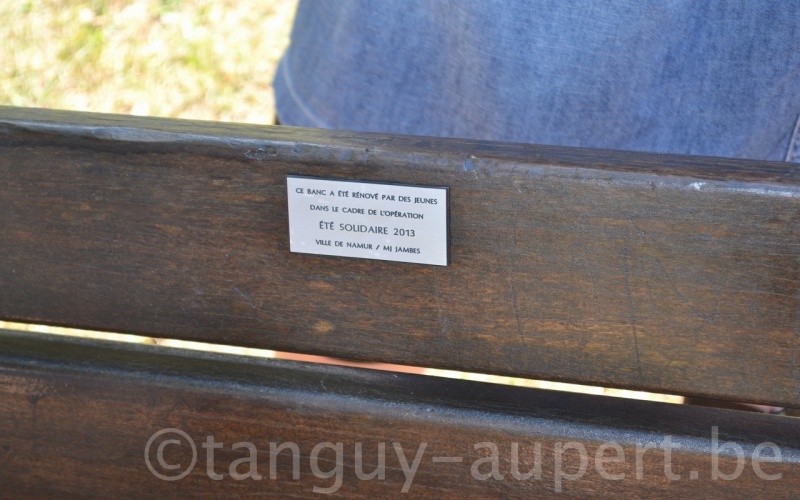 CE BANC A ÉTÉ RÉNOVÉ PAR DES JEUNES
DANS LE CADRE DE L'OPÉRATION
ÉTÉ SOLIDAIRE 2013
VILLE DE NAMUR / MJ JAMBES
©tanguy-aupert.be